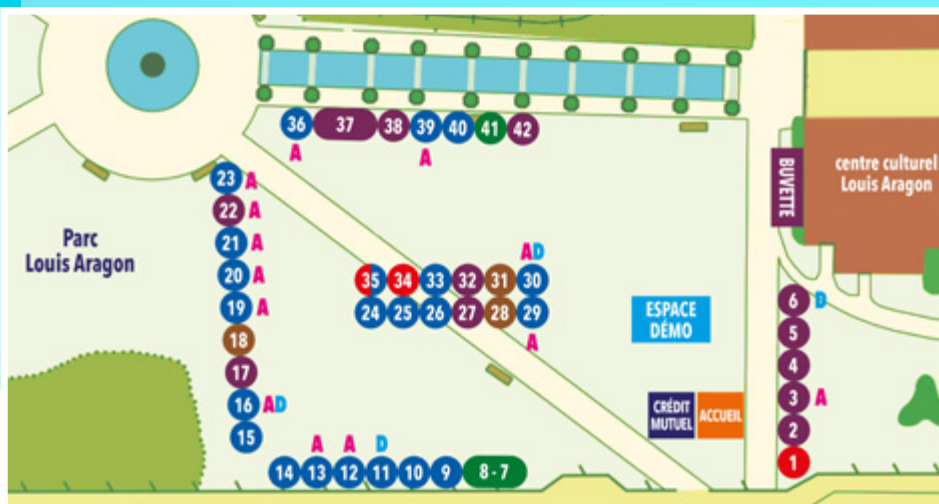 36 37 38 39 40 41 42
A A
BUVETTE
centre culturel
Louis Aragon
23 A
22 A
21 A
20 A
19 A
18
17
16 AD
15
Parc
Louis Aragon
AD
35 34 33 32 31 30
24 25 26 27 28 29
A
ESPACE
DÉMO
6 D
5
4
3 A
2
1
CRÉDIT
MUTUEL
ACCUEIL
A A D
14 13 12 11 10 9 8 - 7